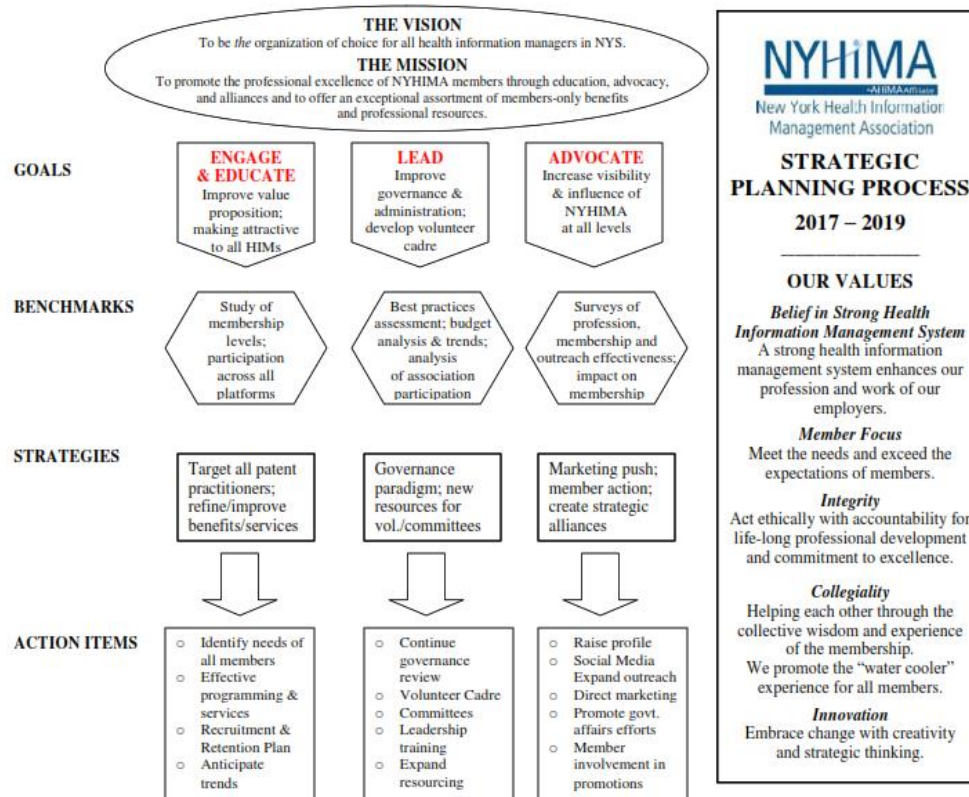 THE VISION
To be the organization of choice for all health information managers in NYS.
THE MISSION
To promote the professional excellence of NYHIMA members through education, advocacy,
and alliances and to offer an exceptional assortment of members-only benefits
and professional resources.
GOALS
ENGAGE
& EDUCATE
Improve value
proposition;
making attractive
to all HIMs
LEAD
Improve
governance &
administration;
develop volunteer
cadre
ADVOCATE
Increase visibility
& influence of
NYHIMA
at all levels
BENCHMARKS
Study of
membership
levels;
participation
across all
platforms
Best practices
assessment; budget
analysis & trends;
analysis
of association
participation
Surveys of
profession,
membership and
outreach effectiveness;
impact on
membership
STRATEGIES
Target all patent
practitioners;
refine/improve
benefits/services
Governance
paradigm; new
resources for
vol./committees
Marketing push;
member action;
create strategic
alliances
ACTION ITEMS
o Identify needs of
all members
o Effective
programming &
services
o Recruitment &
Retention Plan
o Anticipate
trends
o Continue
governance
review
o Volunteer Cadre
o Committees
o Leadership
training
o Expand
resourcing
o Raise profile
o Social Media
Expand outreach
o Direct marketing
o Promote govt.
affairs efforts
o Member
involvement in
promotions
NYHiMA
AHIMA Affiliate
New York Health Information
Management Association
STRATEGIC
PLANNING PROCESS
2017 – 2019
OUR VALUES
Belief in Strong Health
Information Management System
A strong health information
management system enhances our
profession and work of our
employers.
Member Focus
Meet the needs and exceed the
expectations of members.
Integrity
Act ethically with accountability for
life-long professional development
and commitment to excellence.
Collegiality
Helping each other through the
collective wisdom and experience
of the membership.
We promote the “water cooler”
experience for all members.
Innovation
Embrace change with creativity
and strategic thinking.